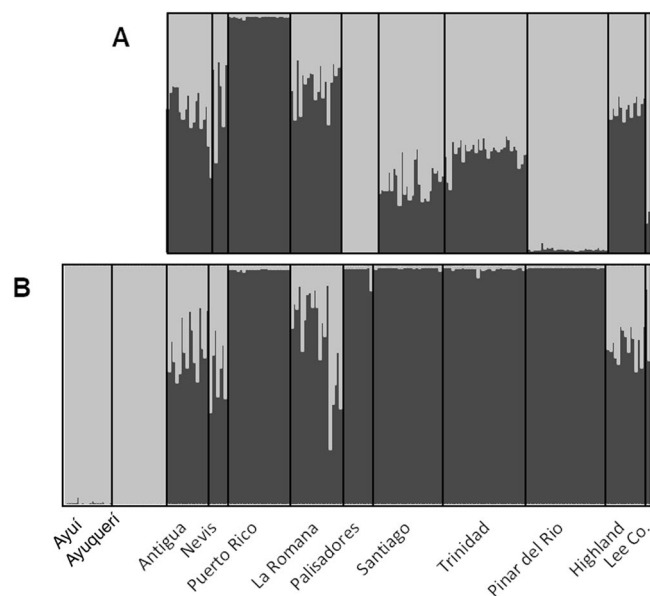 A
B
Ayuí
Ayuquerí
Antigua
Nevis
Puerto Rico
La Romana
Palisadores
Santiago
Trinidad
Pinar del Rio
Highland
Lee Co.